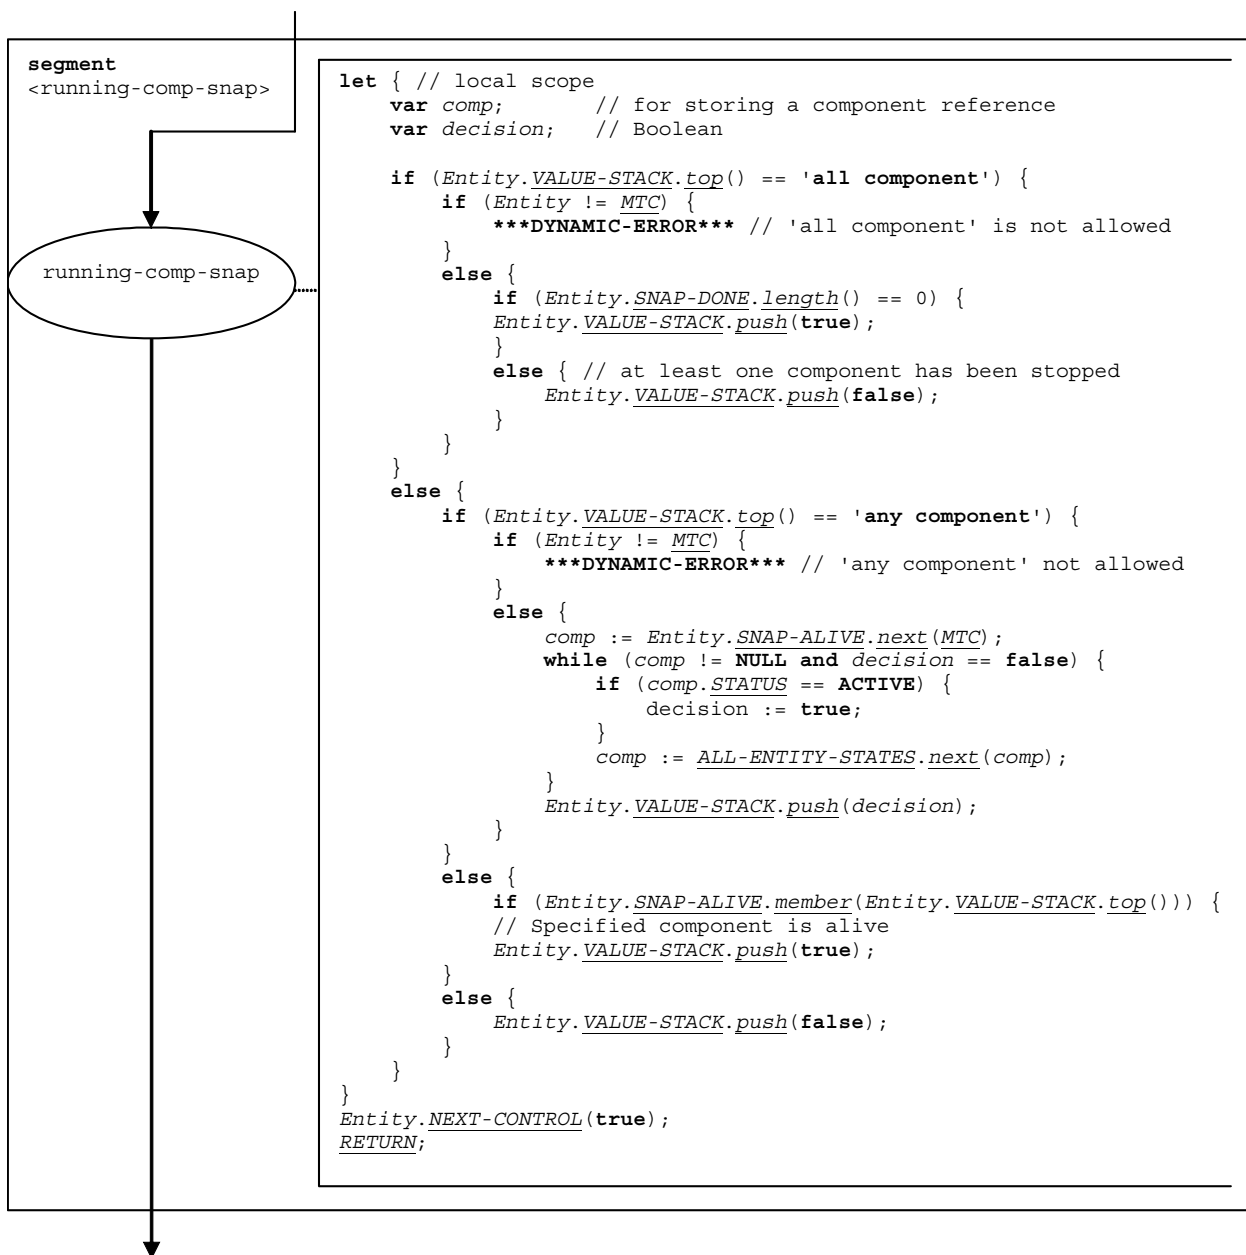 segment
<running-comp-snap>
running-comp-snap
let { // local scope
    var comp;         // for storing a component reference
    var decision;   // Boolean

    if (Entity.VALUE-STACK.top() == 'all component') {
        if (Entity != MTC) {
            ***DYNAMIC-ERROR*** // 'all component' is not allowed
        }
        else {
            if (Entity.SNAP-DONE.length() == 0) {
            Entity.VALUE-STACK.push(true);
            }
            else { // at least one component has been stopped
                Entity.VALUE-STACK.push(false);
            }
        }
    }
    else {
        if (Entity.VALUE-STACK.top() == 'any component') {
            if (Entity != MTC) {
                ***DYNAMIC-ERROR*** // 'any component' not allowed
            }
            else {
                comp := Entity.SNAP-ALIVE.next(MTC);
                while (comp != NULL and decision == false) {
                    if (comp.STATUS == ACTIVE) {
                        decision := true;
                    }
                    comp := ALL-ENTITY-STATES.next(comp);
                }
                Entity.VALUE-STACK.push(decision);
            }
        }
        else {
            if (Entity.SNAP-ALIVE.member(Entity.VALUE-STACK.top())) {
            // Specified component is alive
            Entity.VALUE-STACK.push(true);
        }
        else {
            Entity.VALUE-STACK.push(false);
        }
    }
}
Entity.NEXT-CONTROL(true);
RETURN;